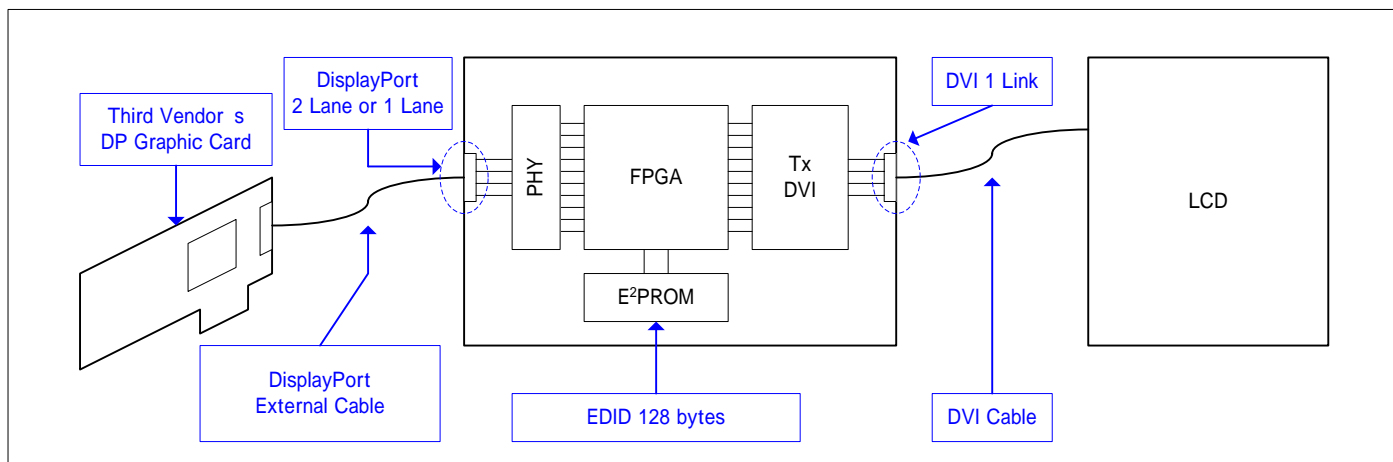 DisplayPort
2 Lane or 1 Lane
DVI 1 Link
Third Vendor s
DP Graphic Card
PHY
FPGA
Tx
DVI
LCD
E²PROM
DisplayPort
External Cable
EDID 128 bytes
DVI Cable